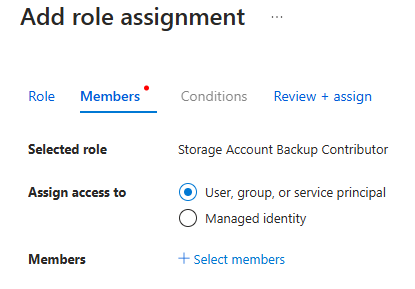 Add role assignment ...
Role Members Conditions Review + assign
Selected role Storage Account Backup Contributor
Assign access to User, group, or service principal
Managed identity
Members + Select members